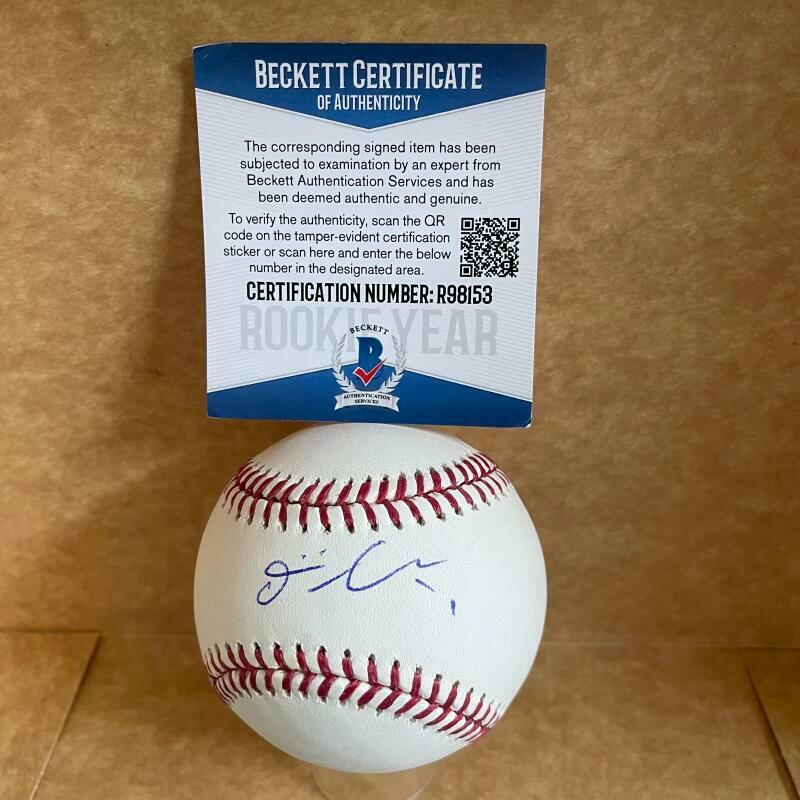 BECKETT CERTIFICATE
OF AUTHENTICITY
The corresponding signed item has been
subjected to examination by an expert from
Beckett Authentication Services and has
been deemed authentic and genuine.
To verify the authenticity, scan the QR
code on the tamper-evident certification
sticker or scan here and enter the below
number in the designated area.
CERTIFICATION NUMBER: R98153
ROOKIE YEAR
BECKETT
B
AUTHENTICATION
SERVICES